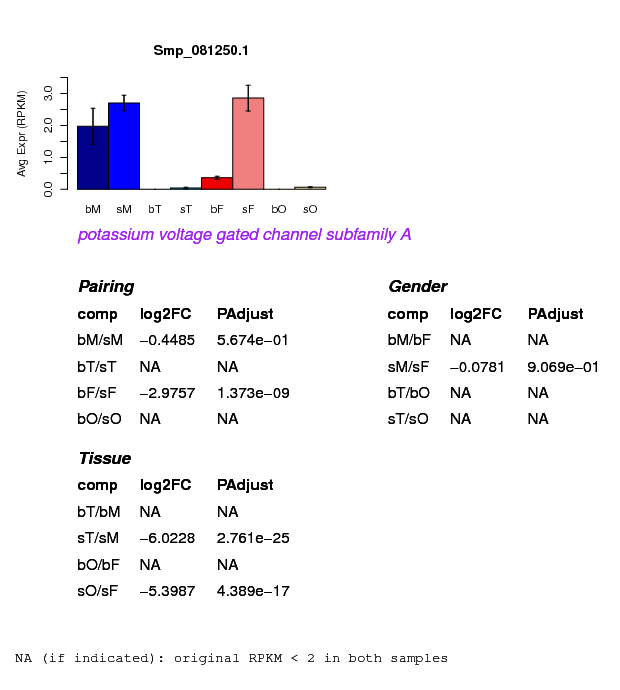 Smp_081250.1
Avg Expr (RPKM)
0.0 1.0 2.0 3.0
bM sM bT sT bF sF bO sO
potassium voltage gated channel subfamily A
Pairing
comp log2FC PAdjust
bM/sM −0.4485 5.674e−01
bT/sT NA NA
bF/sF −2.9757 1.373e−09
bO/sO NA NA
Gender
comp log2FC PAdjust
bM/bF NA NA
sM/sF −0.0781 9.069e−01
bT/bO NA NA
sT/sO NA NA
Tissue
comp log2FC PAdjust
bT/bM NA NA
sT/sM −6.0228 2.761e−25
bO/bF NA NA
sO/sF −5.3987 4.389e−17
NA (if indicated): original RPKM < 2 in both samples